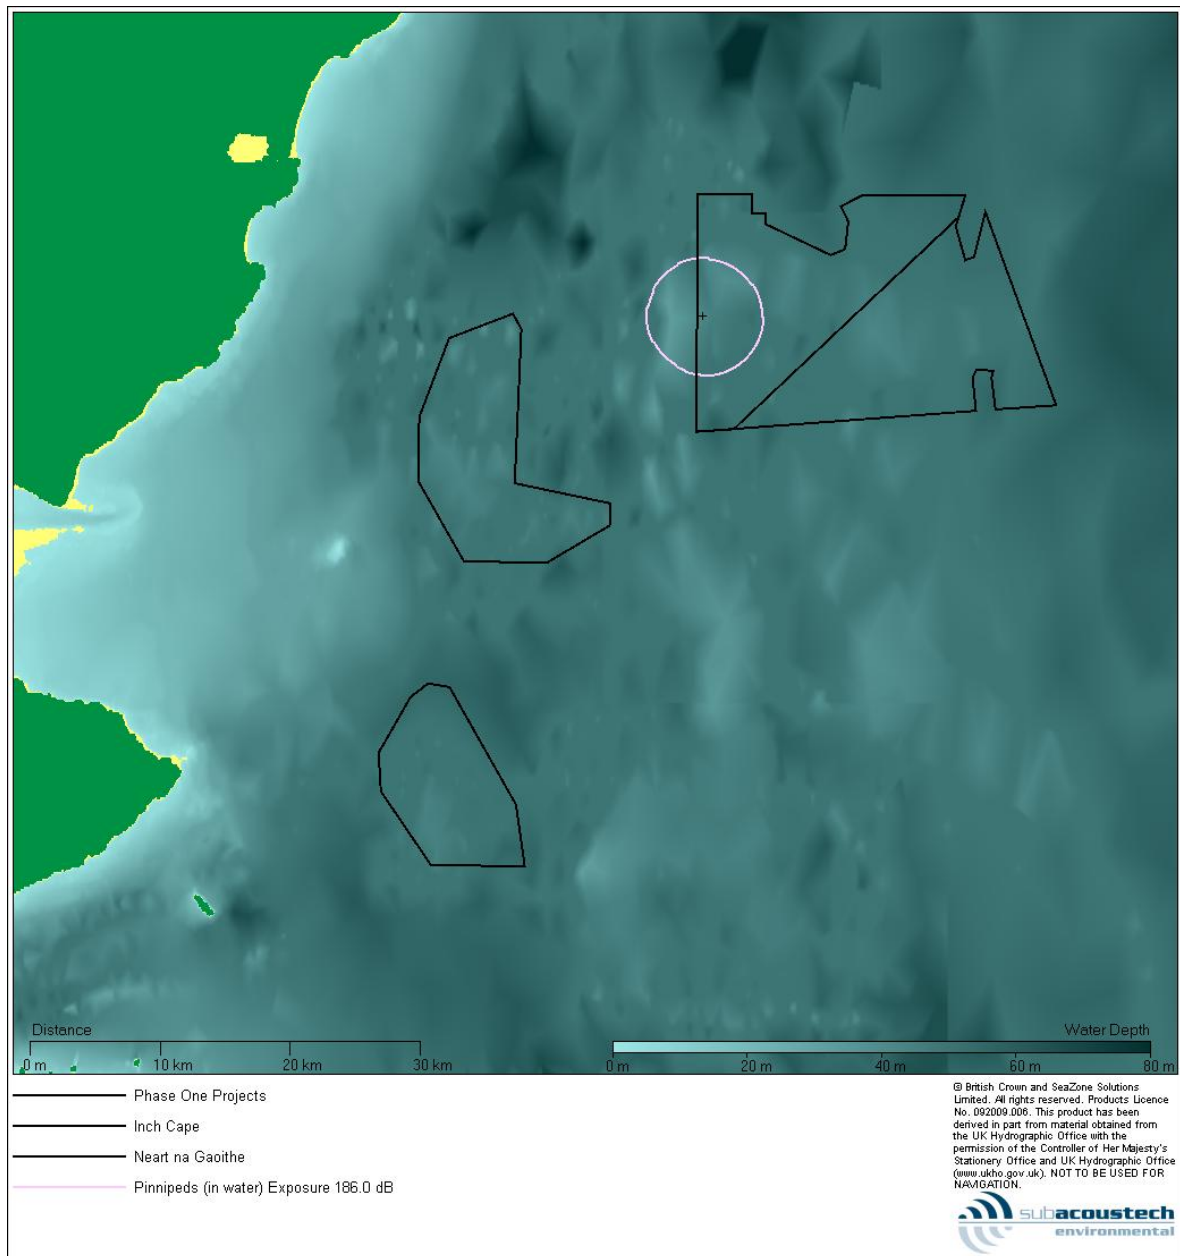 Distance
0 m 10 km 20 km 30 km
Water Depth
0 m 20 m 40 m 60 m 80 m
Phase One Projects
Inch Cape
Neart na Gaoithe
Pinnipeds (in water) Exposure 186.0 dB
© British Crown and SeaZone Solutions
Limited. All rights reserved. Products Licence
No. 092009.006. This product has been
derived in part from material obtained from
the UK Hydrographic Office with the
permission of the Controller of Her Majesty's
Stationery Office and UK Hydrographic Office
(www.ukho.gov.uk). NOT TO BE USED FOR
NAVIGATION.
subacoustech
environmental